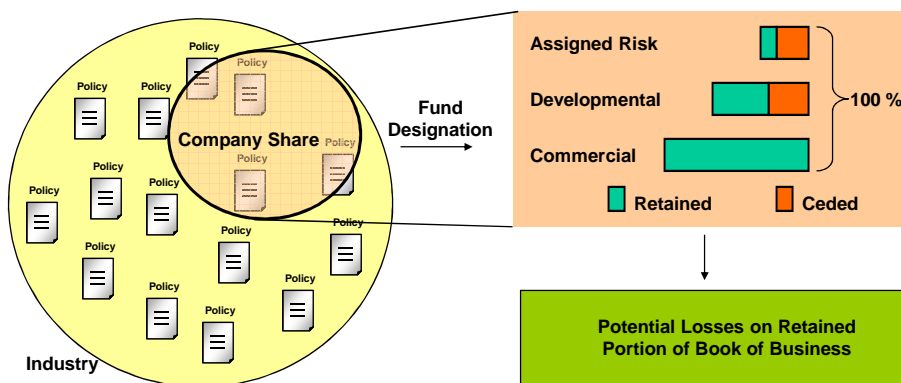 Policy
Policy
Policy
Policy
Company Share
Policy
Policy
Policy
Policy
Policy
Policy
Policy
Policy
Policy
Policy
Policy
Industry
Fund
Designation
Assigned Risk
Developmental
Commercial
100 %
Retained
Ceded
Potential Losses on Retained
Portion of Book of Business